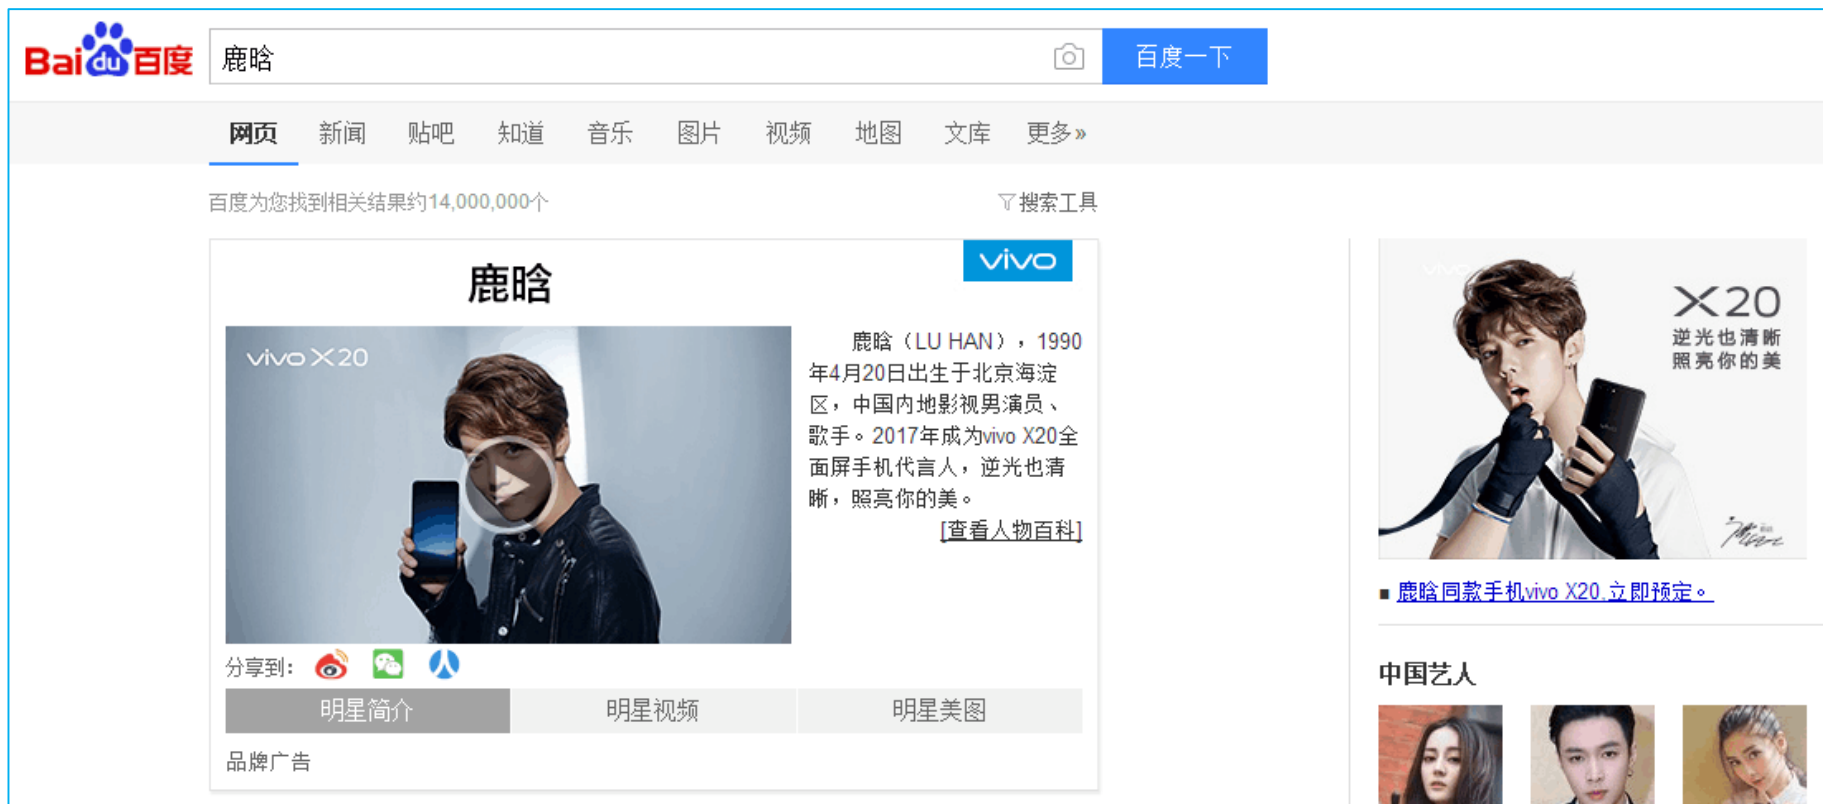 Bai du 百度
鹿晗
百度一下
网页 新闻 贴吧 知道 音乐 图片 视频 地图 文库 更多»
百度为您找到相关结果约14,000,000个
搜索工具
鹿晗
vivo
vivo X20
鹿晗（LU HAN），1990
年4月20日出生于北京海淀
区，中国内地影视男演员、
歌手。2017年成为vivo X20全
面屏手机代言人，逆光也清
晰，照亮你的美。
[查看人物百科]
分享到：
明星简介 明星视频 明星美图
品牌广告
vivo
X20
逆光也清晰
照亮你的美
vivo
鹿晗同款手机vivo X20,立即预定。
中国艺人